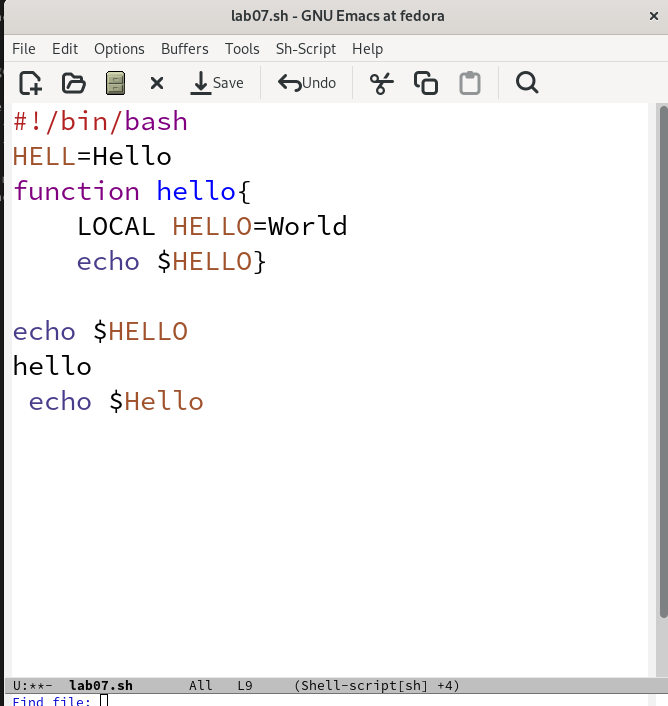 lab07.sh - GNU Emacs at fedora
File Edit Options Buffers Tools Sh-Script Help
Save Undo
#!/bin/bash
HELL=Hello
function hello{
    LOCAL HELLO=World
    echo $HELLO}
echo $HELLO
hello
 echo $Hello
U:**- lab07.sh All L9 (Shell-script[sh] +4)
Find file: